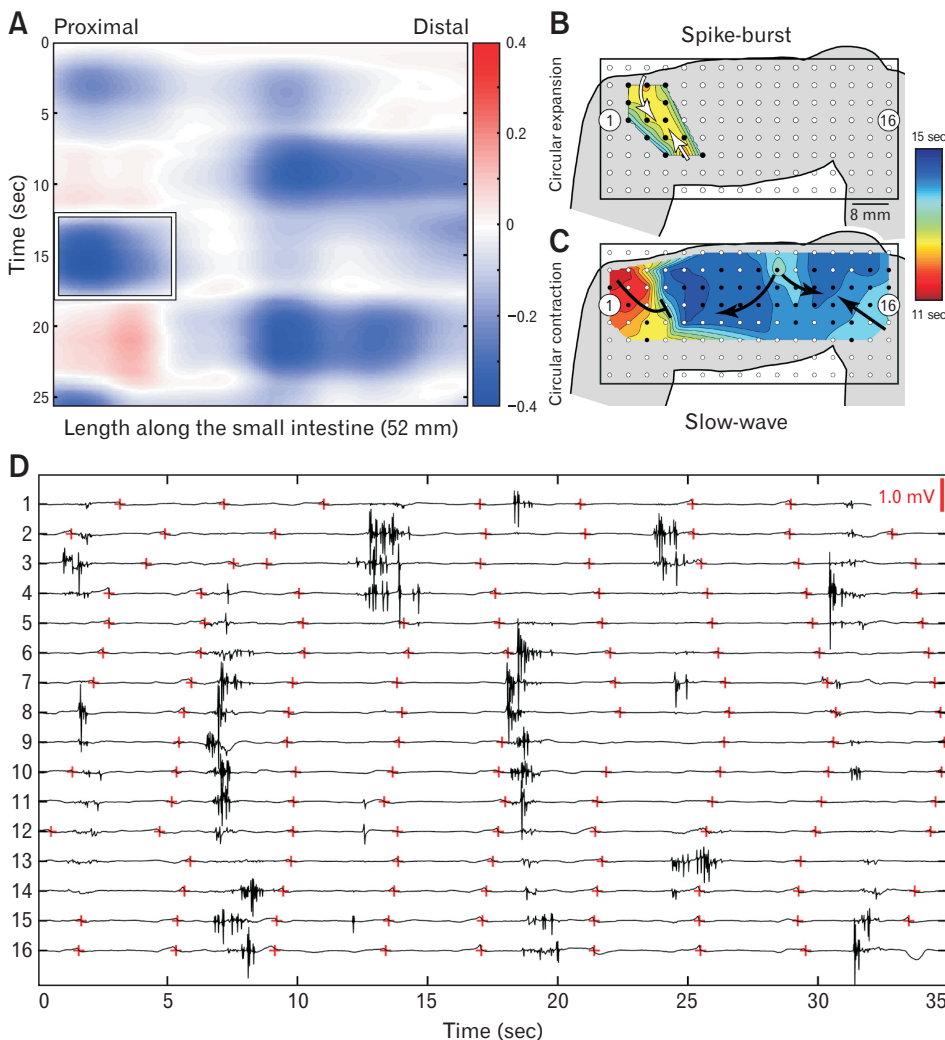 A
Proximal
Distal
0
5
10
15
20
25
Time (sec)
Length along the small intestine (52 mm)
0.4
0.2
0
−0.2
−0.4
Circular expansion
B
Spike-burst
1
16
8 mm
15 sec
11 sec
Circular contraction
C
1
16
Slow-wave
D
1.0 mV
1
2
3
4
5
6
7
8
9
10
11
12
13
14
15
16
0
5
10
15
20
25
30
35
Time (sec)